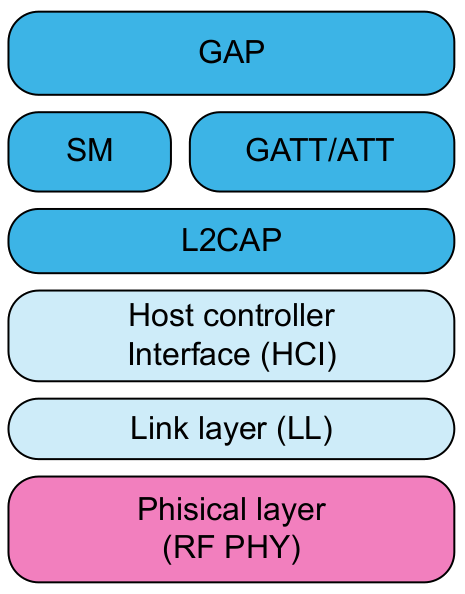 GAP
SM
GATT/ATT
L2CAP
Host controller
Interface (HCI)
Link layer (LL)
Phisical layer
(RF PHY)